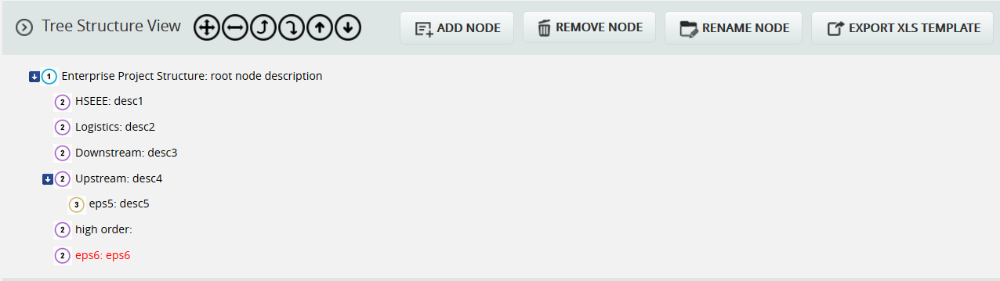 Tree Structure View ADD NODE REMOVE NODE RENAME NODE EXPORT XLS TEMPLATE
1 Enterprise Project Structure: root node description
2 HSEEE: desc1
2 Logistics: desc2
2 Downstream: desc3
2 Upstream: desc4
3 eps5: desc5
2 high order:
2 eps6: eps6